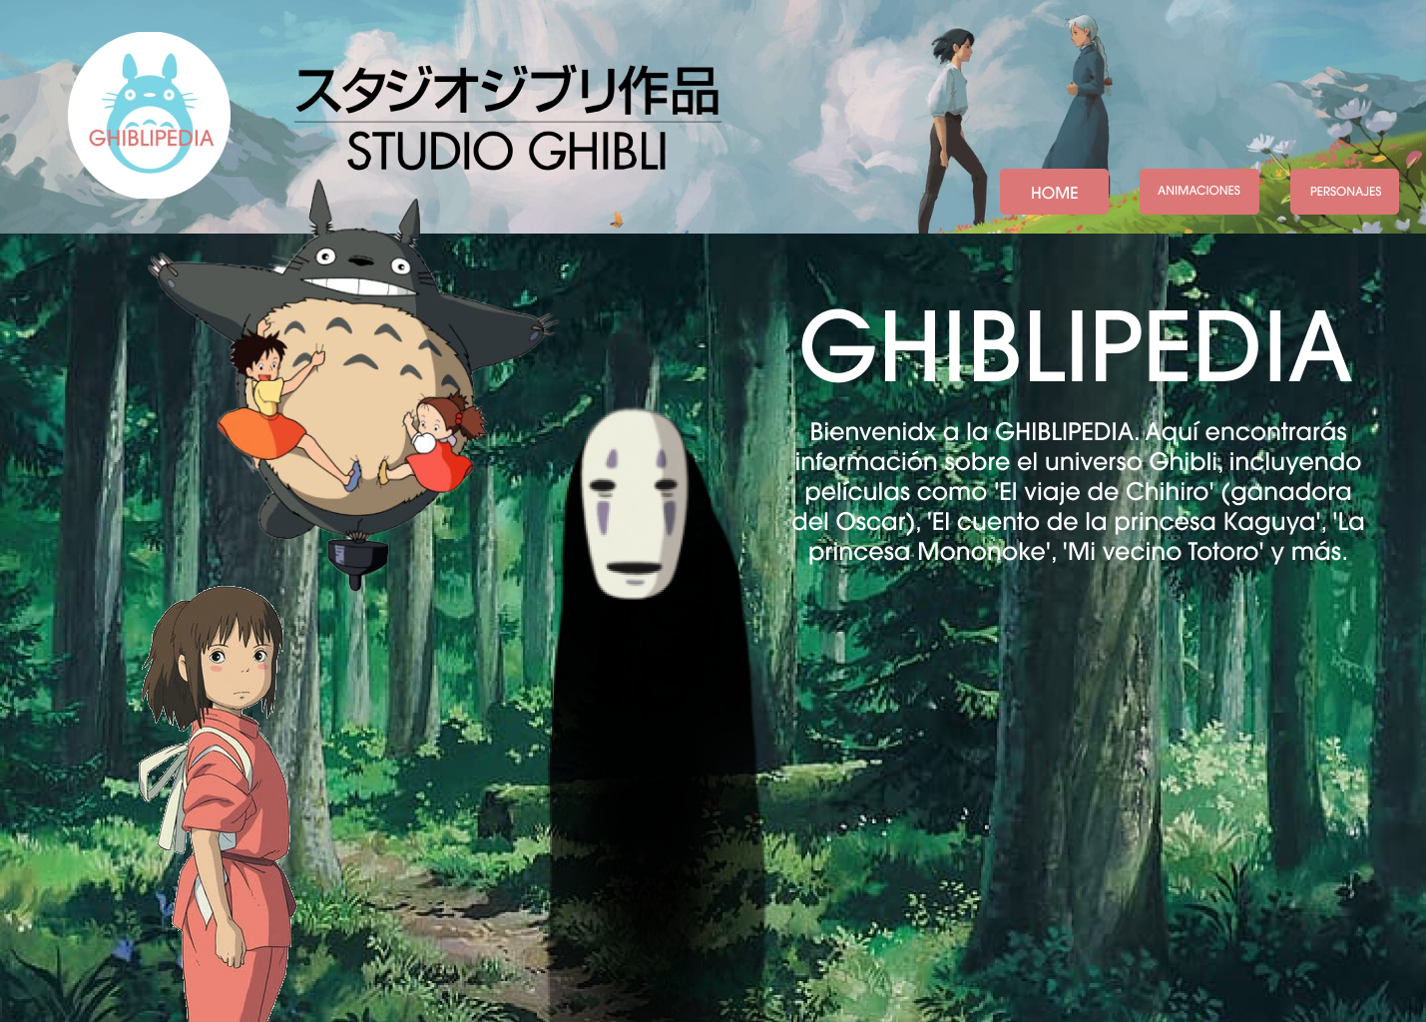 GHIBLIPEDIA
スタジオジブリ作品
STUDIO GHIBLI
HOME
ANIMACIONES
PERSONAJES
GHIBLIPEDIA
Bienvenidx a la GHIBLIPEDIA. Aquí encontrarás
información sobre el universo Ghibli, incluyendo
películas como 'El viaje de Chihiro' (ganadora
del Oscar), 'El cuento de la princesa Kaguya', 'La
princesa Mononoke', 'Mi vecino Totoro' y más.